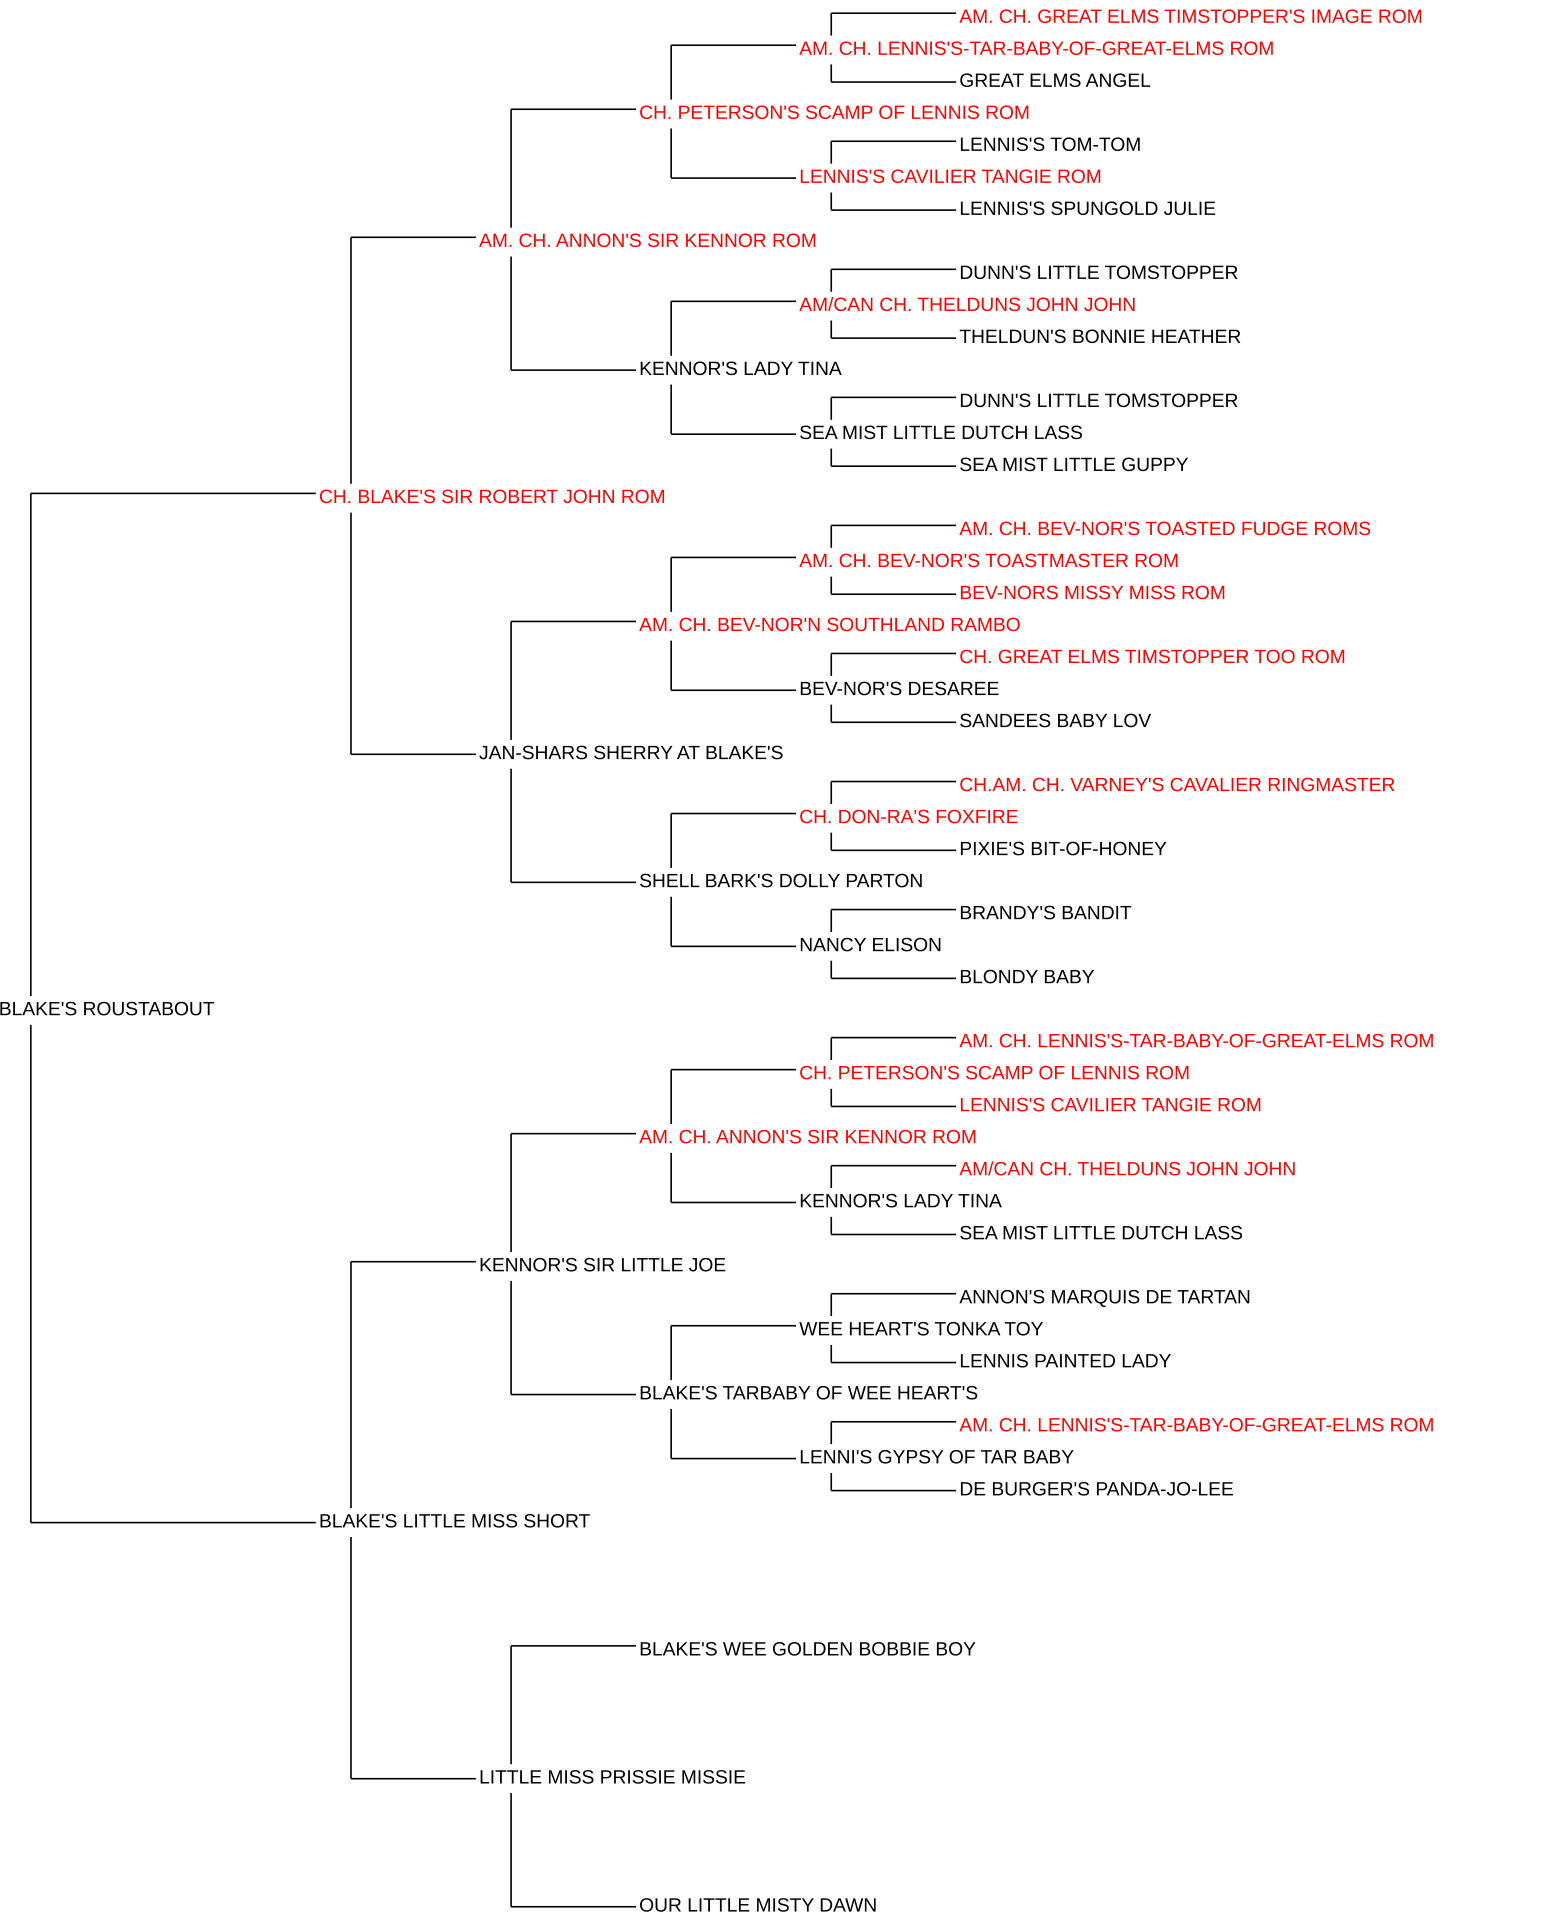 AM. CH. GREAT ELMS TIMSTOPPER'S IMAGE ROM
AM. CH. LENNIS'S-TAR-BABY-OF-GREAT-ELMS ROM
GREAT ELMS ANGEL
CH. PETERSON'S SCAMP OF LENNIS ROM
LENNIS'S TOM-TOM
LENNIS'S CAVILIER TANGIE ROM
LENNIS'S SPUNGOLD JULIE
AM. CH. ANNON'S SIR KENNOR ROM
DUNN'S LITTLE TOMSTOPPER
AM/CAN CH. THELDUNS JOHN JOHN
THELDUN'S BONNIE HEATHER
KENNOR'S LADY TINA
DUNN'S LITTLE TOMSTOPPER
SEA MIST LITTLE DUTCH LASS
SEA MIST LITTLE GUPPY
CH. BLAKE'S SIR ROBERT JOHN ROM
AM. CH. BEV-NOR'S TOASTED FUDGE ROMS
AM. CH. BEV-NOR'S TOASTMASTER ROM
BEV-NORS MISSY MISS ROM
AM. CH. BEV-NOR'N SOUTHLAND RAMBO
CH. GREAT ELMS TIMSTOPPER TOO ROM
BEV-NOR'S DESAREE
SANDEES BABY LOV
JAN-SHARS SHERRY AT BLAKE'S
CH.AM. CH. VARNEY'S CAVALIER RINGMASTER
CH. DON-RA'S FOXFIRE
PIXIE'S BIT-OF-HONEY
SHELL BARK'S DOLLY PARTON
BRANDY'S BANDIT
NANCY ELISON
BLONDY BABY
BLAKE'S ROUSTABOUT
AM. CH. LENNIS'S-TAR-BABY-OF-GREAT-ELMS ROM
CH. PETERSON'S SCAMP OF LENNIS ROM
LENNIS'S CAVILIER TANGIE ROM
AM. CH. ANNON'S SIR KENNOR ROM
AM/CAN CH. THELDUNS JOHN JOHN
KENNOR'S LADY TINA
SEA MIST LITTLE DUTCH LASS
KENNOR'S SIR LITTLE JOE
ANNON'S MARQUIS DE TARTAN
WEE HEART'S TONKA TOY
LENNIS PAINTED LADY
BLAKE'S TARBABY OF WEE HEART'S
AM. CH. LENNIS'S-TAR-BABY-OF-GREAT-ELMS ROM
LENNI'S GYPSY OF TAR BABY
DE BURGER'S PANDA-JO-LEE
BLAKE'S LITTLE MISS SHORT
BLAKE'S WEE GOLDEN BOBBIE BOY
LITTLE MISS PRISSIE MISSIE
OUR LITTLE MISTY DAWN